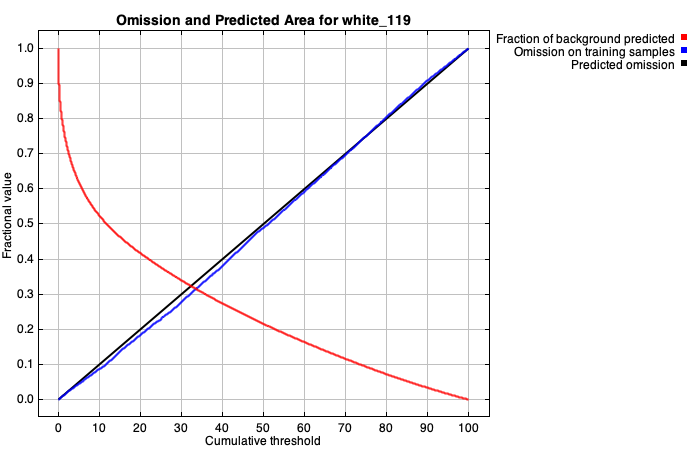 Omission and Predicted Area for white_119
Fraction of background predicted
Omission on training samples
Predicted omission
Fractional value
1.0
0.9
0.8
0.7
0.6
0.5
0.4
0.3
0.2
0.1
0.0
0 10 20 30 40 50 60 70 80 90 100
Cumulative threshold